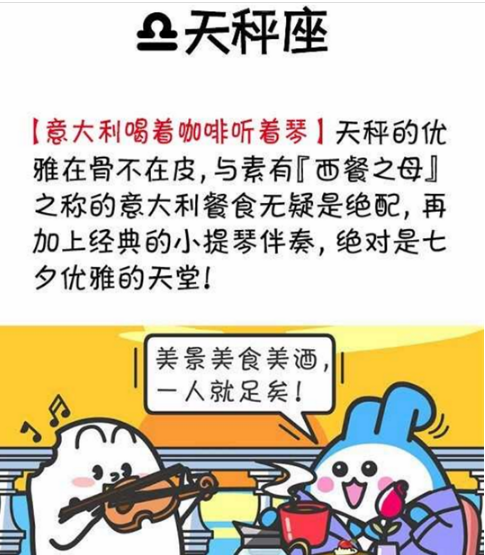 ♎天秤座
【意大利喝着咖啡听着琴】天秤的优
雅在骨不在皮,与素有『西餐之母』
之称的意大利餐食无疑是绝配,再
加上经典的小提琴伴奏,绝对是七
夕优雅的天堂!
美景美食美酒,
一人就足矣!